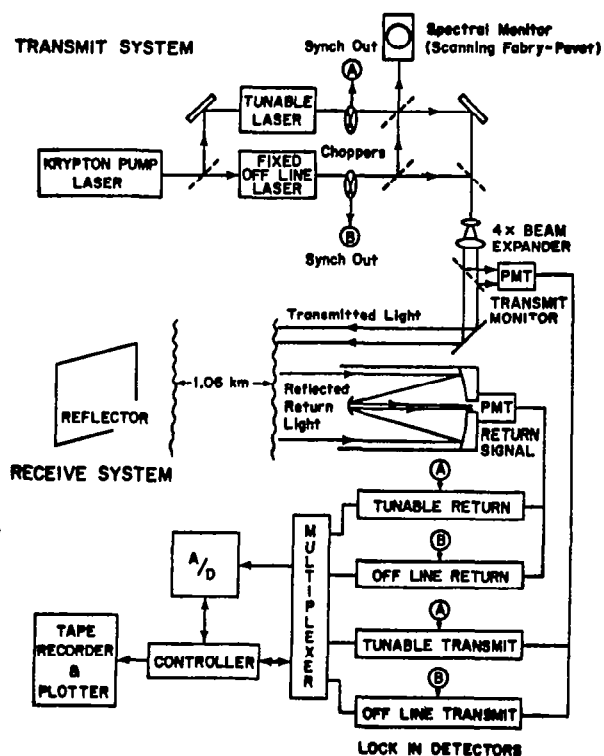 TRANSMIT SYSTEM
Spectral Monitor
(Scanning Fabry-Pavet)
Synch Out
A
TUNABLE
LASER
Choppers
KRYPTON PUMP
LASER
FIXED
OFF LINE
LASER
B
Synch Out
4x BEAM
EXPANDER
PMT
TRANSMIT
MONITOR
Transmitted Light
1.06 km
REFLECTOR
Reflected
Return
Light
PMT
RETURN
SIGNAL
RECEIVE SYSTEM
A
TUNABLE RETURN
B
OFF LINE RETURN
A
TUNABLE TRANSMIT
B
OFF LINE TRANSMIT
MULTIPLEXER
A/D
CONTROLLER
TAPE
RECORDER
&
PLOTTER
LOCK IN DETECTORS